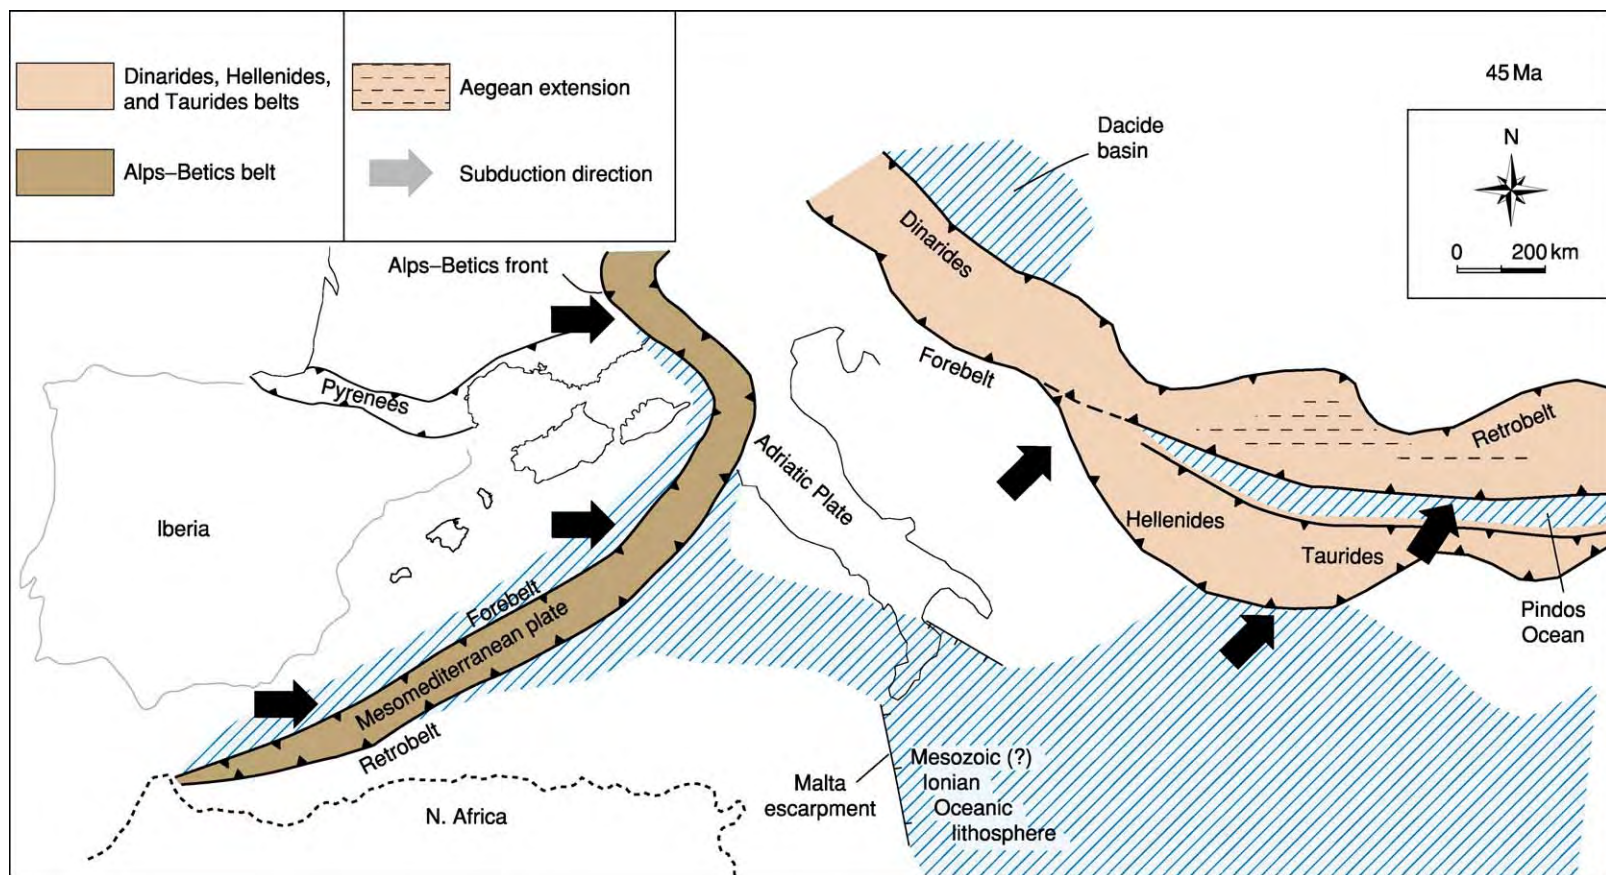 Dinarides, Hellenides,
and Taurides belts
Alps–Betics belt
Aegean extension
Subduction direction
45 Ma
N
0 200 km
Dacide
basin
Dinarides
Alps–Betics front
Forebelt
Pyrenees
Retrobelt
Adriatic Plate
Iberia
Hellenides
Taurides
Pindos
Ocean
Forebelt
Mesomediterranean plate
Retrobelt
Malta
escarpment
Mesozoic (?)
Ionian
Oceanic
lithosphere
N. Africa